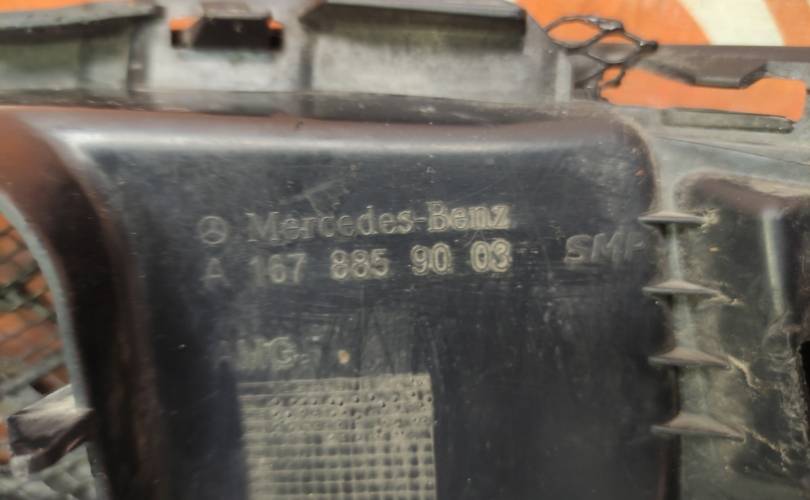 Mercedes-Benz
A 167 885 90 03
SMP
AMG